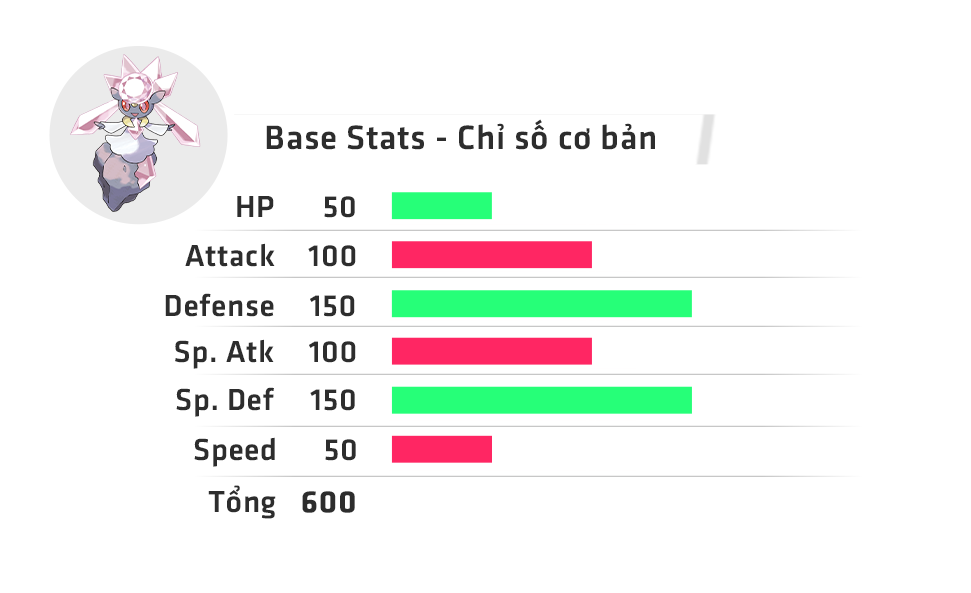 Base Stats - Chỉ số cơ bản
HP 50
Attack 100
Defense 150
Sp. Atk 100
Sp. Def 150
Speed 50
Tổng 600